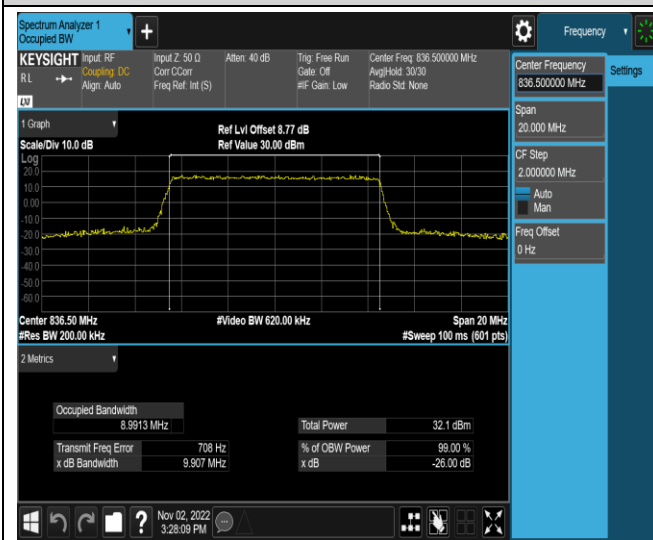 Spectrum Analyzer 1
Occupied BW
+
Frequency
KEYSIGHT
RL
LXI
Input: RF
Coupling: DC
Align: Auto
Input Z: 50 Ω
Corr CCorr
Freq Ref: Int (S)
Atten: 40 dB
Trig: Free Run
Gate: Off
#IF Gain: Low
Center Freq: 836.500000 MHz
Avg|Hold: 30/30
Radio Std: None
Center Frequency
836.500000 MHz
Settings
Span
20.000 MHz
CF Step
2.000000 MHz
Auto
Man
Freq Offset
0 Hz
1 Graph
Scale/Div 10.0 dB
Ref Lvl Offset 8.77 dB
Ref Value 30.00 dBm
Log
20.0
10.0
0.00
-10.0
-20.0
-30.0
-40.0
-50.0
-60.0
Center 836.50 MHz
#Video BW 620.00 kHz
Span 20 MHz
#Res BW 200.00 kHz
#Sweep 100 ms (601 pts)
2 Metrics
Occupied Bandwidth
8.9913 MHz
Total Power 32.1 dBm
Transmit Freq Error 708 Hz
% of OBW Power 99.00 %
x dB Bandwidth 9.907 MHz
x dB -26.00 dB
?
Nov 02, 2022
3:28:09 PM